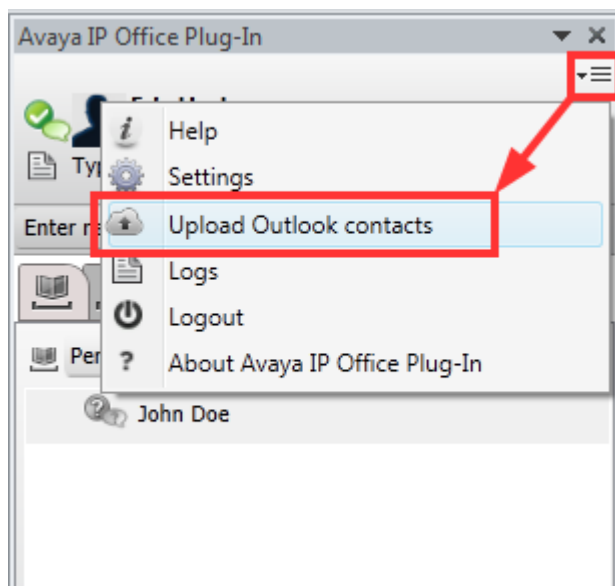 Avaya IP Office Plug-In
Help
Settings
Enter
Upload Outlook contacts
Logs
Logout
About Avaya IP Office Plug-In
John Doe